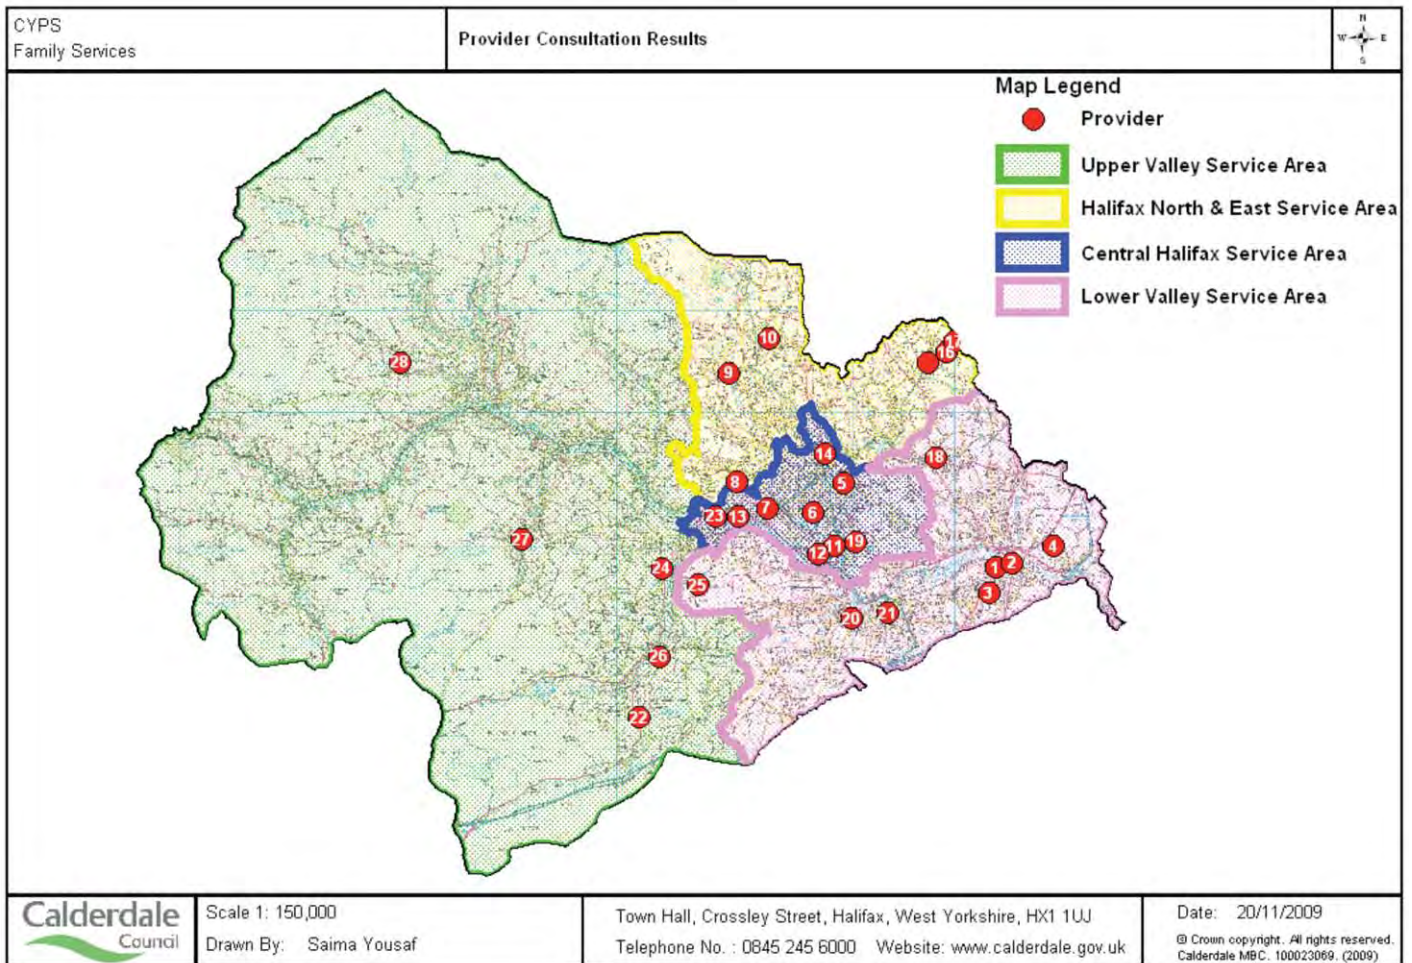 CYPS
Family Services
Provider Consultation Results
N
W E
S
Map Legend
Provider
Upper Valley Service Area
Halifax North & East Service Area
Central Halifax Service Area
Lower Valley Service Area
10
17
16
28
9
14
18
8
5
7
6
23
13
27
19
11
12
4
2
1
24
25
3
21
20
26
22
Calderdale
Council
Scale 1: 150,000
Drawn By: Saima Yousaf
Town Hall, Crossley Street, Halifax, West Yorkshire, HX1 1UJ
Telephone No. : 0845 245 6000 Website: www.calderdale.gov.uk
Date: 20/11/2009
© Crown copyright. All rights reserved.
Calderdale MBC. 100023069. (2009)